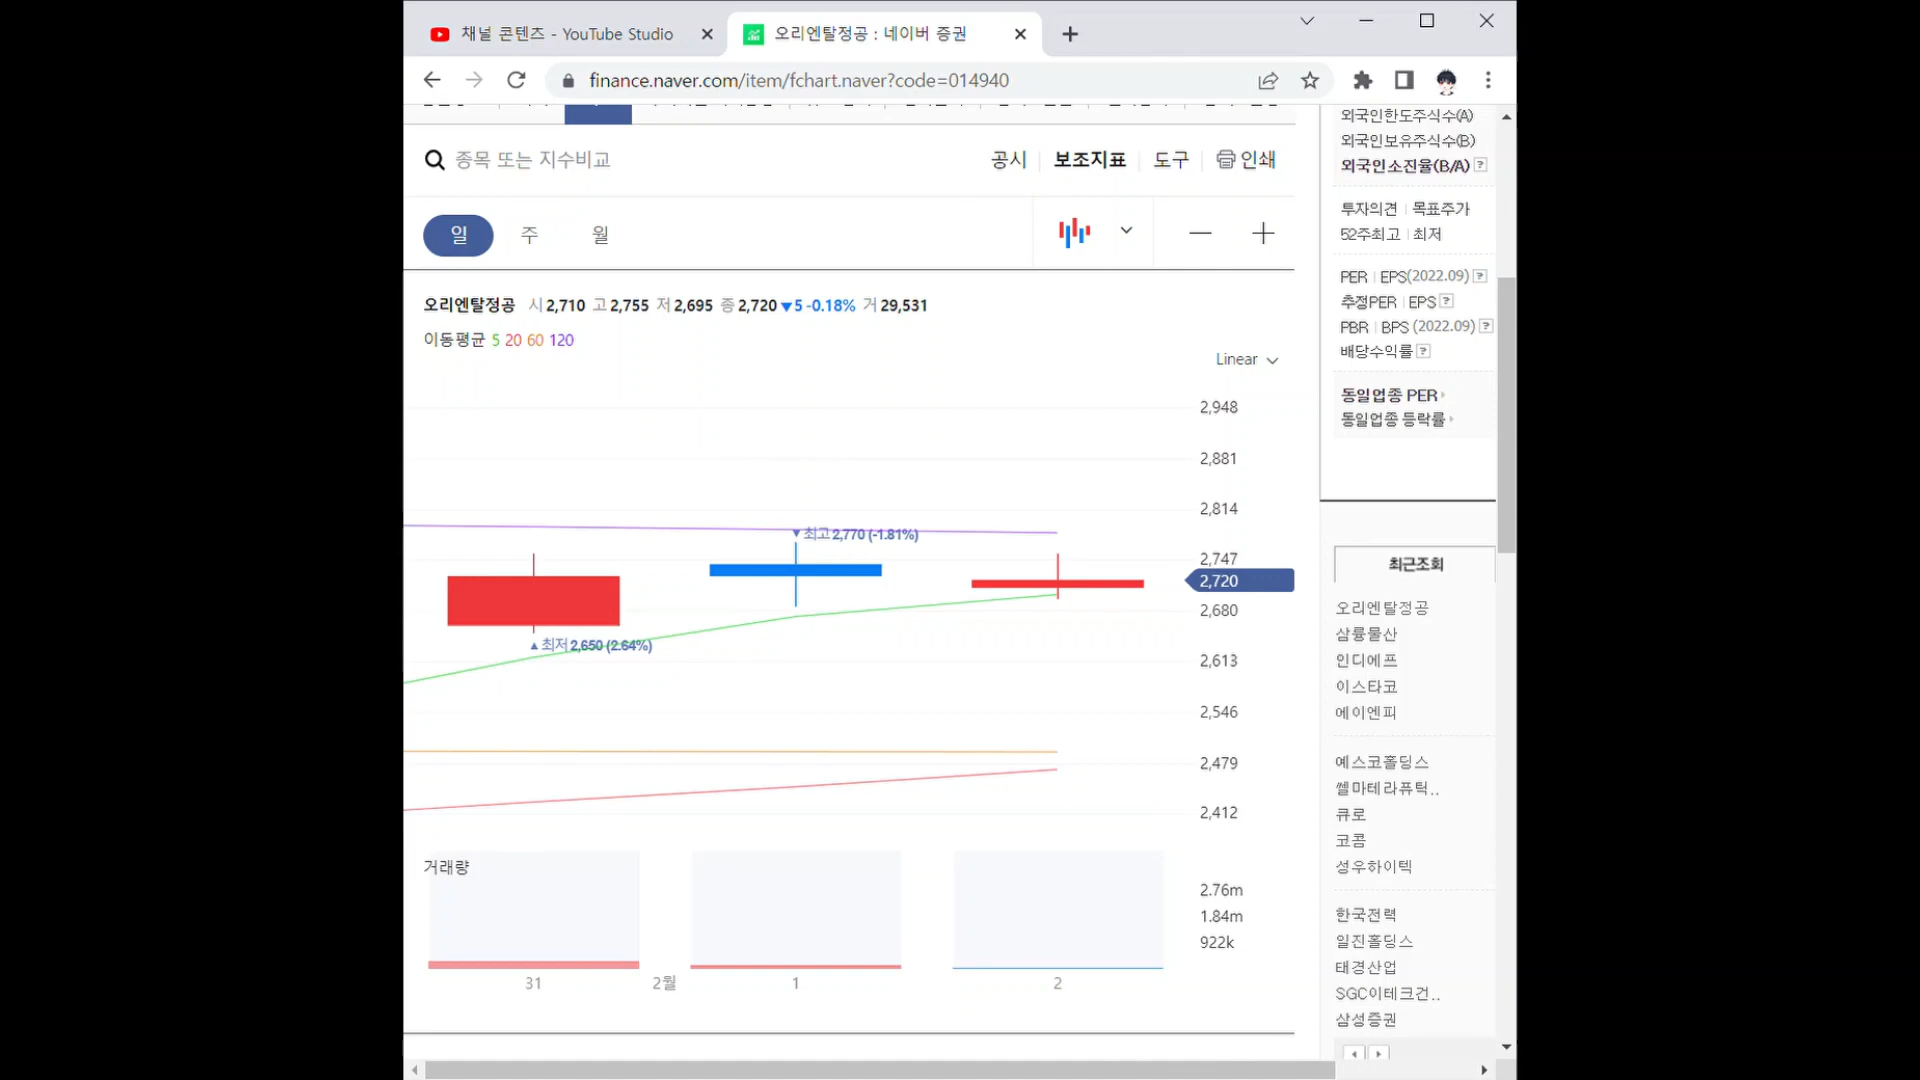 채널 콘텐츠 - YouTube Studio
오리엔탈정공 : 네이버 증권
finance.naver.com/item/fchart.naver?code=014940
종목 또는 지수비교
공시 보조지표 도구 인쇄
일 주 월
오리엔탈정공 시 2,710 고 2,755 저 2,695 종 2,720 ▼5 -0.18% 거 29,531
이동평균 5 20 60 120
Linear
2,948
2,881
2,814
▼최고 2,770 (-1.81%)
2,747
2,720
2,680
▲최저 2,650 (2.64%)
2,613
2,546
2,479
2,412
거래량
2.76m
1.84m
922k
31 2월 1 2
외국인한도주식수(A)
외국인보유주식수(B)
외국인소진율(B/A) ?
투자의견 | 목표주가
52주최고 | 최저
PER | EPS(2022.09) ?
추정PER | EPS ?
PBR | BPS (2022.09) ?
배당수익률 ?
동일업종 PER
동일업종 등락률
최근조회
오리엔탈정공
삼륭물산
인디에프
이스타코
에이엔피
예스코홀딩스
쎌마테라퓨틱..
큐로
코콤
성우하이텍
한국전력
일진홀딩스
태경산업
SGC이테크건..
삼성증권